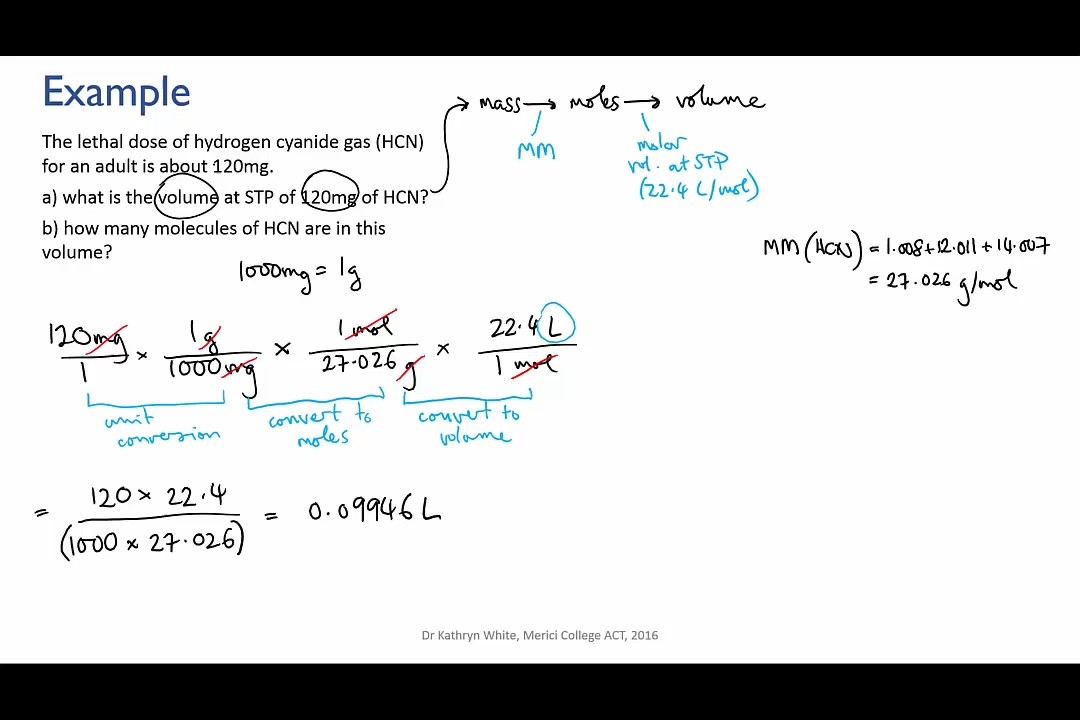 Example
The lethal dose of hydrogen cyanide gas (HCN)
for an adult is about 120mg.
a) what is the volume at STP of 120mg of HCN?
b) how many molecules of HCN are in this
volume?
mass → moles → volume
MM
molar
vol. at STP
(22.4 L/mol)
MM (HCN) = 1.008+12.011+14.007
= 27.026 g/mol
1000mg = 1g
120mg/1 × 1g/1000mg × 1mol/27.026g × 22.4L/1mol
unit conversion
convert to moles
convert to volume
= 120 × 22.4/(1000 × 27.026) = 0.09946 L
Dr Kathryn White, Merici College ACT, 2016